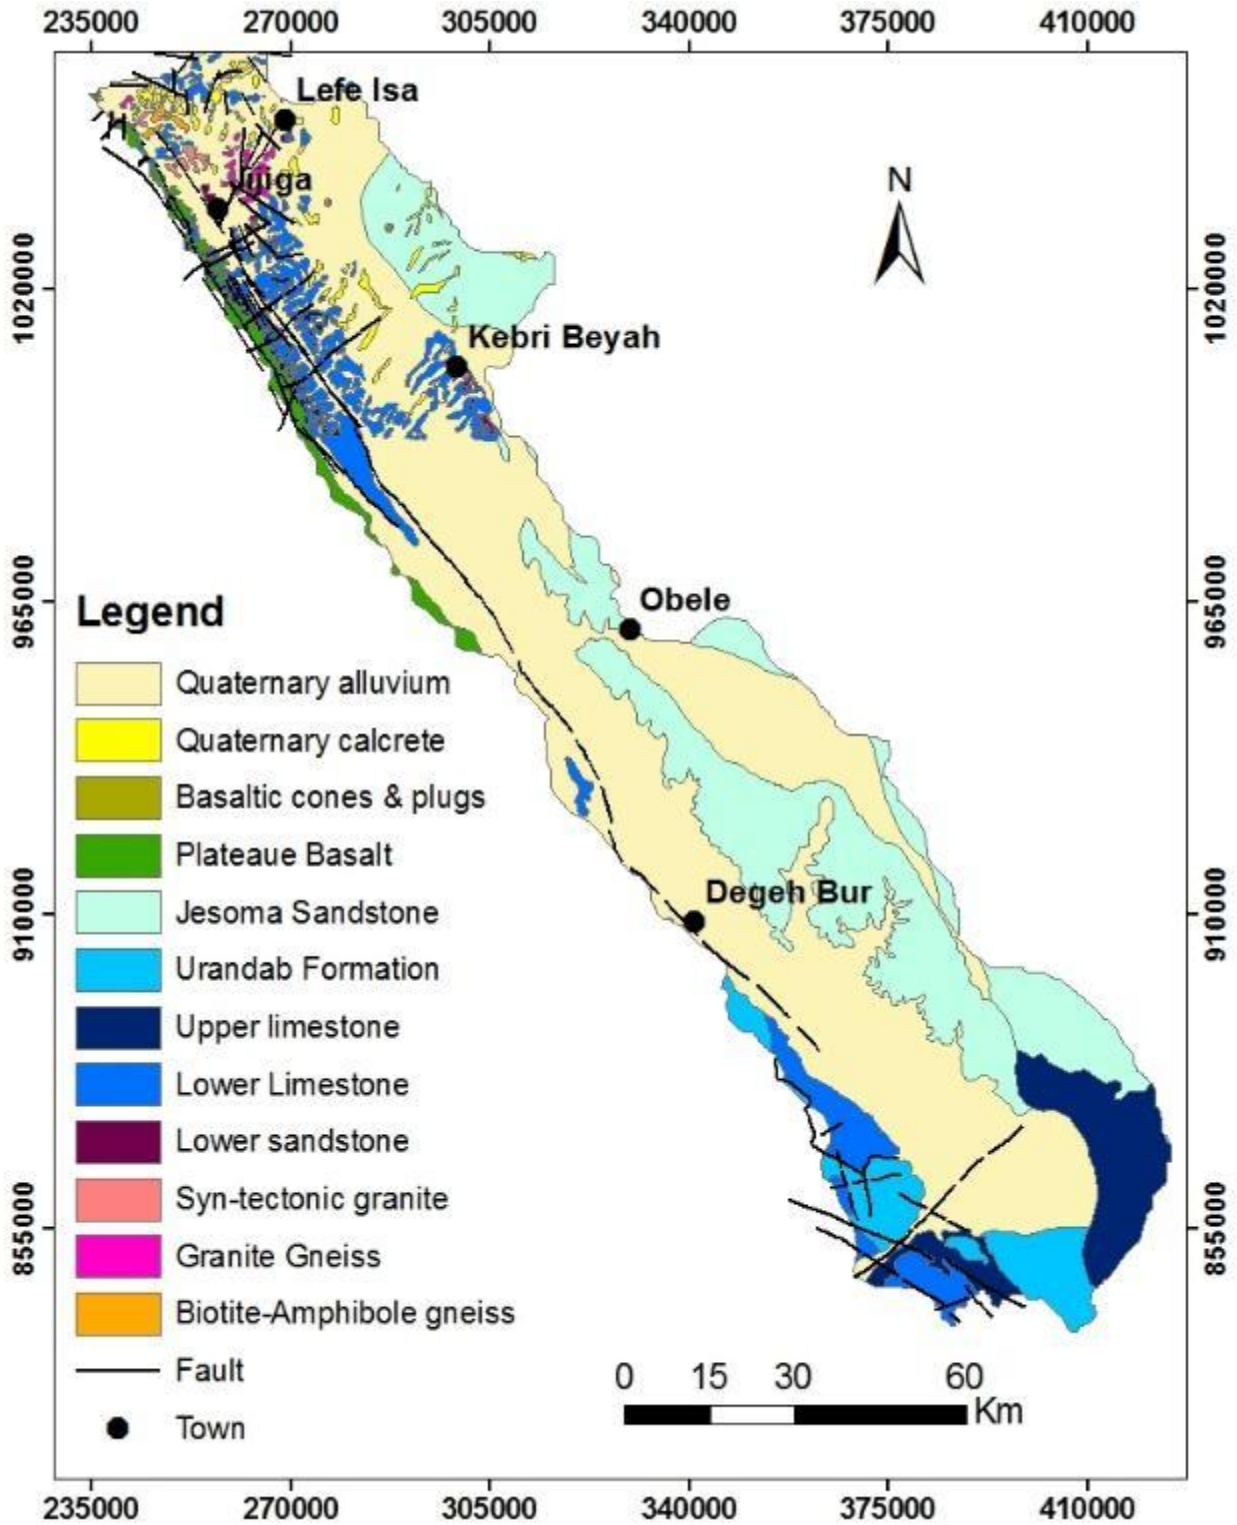 235000 270000 305000 340000 375000 410000
Lefe Isa
Jijiga
N
1020000 1020000
Kebri Beyah
965000 965000
Obele
Legend
Quaternary alluvium
Quaternary calcrete
Basaltic cones & plugs
Plateaue Basalt
Jesoma Sandstone
Urandab Formation
Upper limestone
Lower Limestone
Lower sandstone
Syn-tectonic granite
Granite Gneiss
Biotite-Amphibole gneiss
Fault
Town
Degeh Bur
910000 910000
855000 855000
0 15 30 60
Km
235000 270000 305000 340000 375000 410000